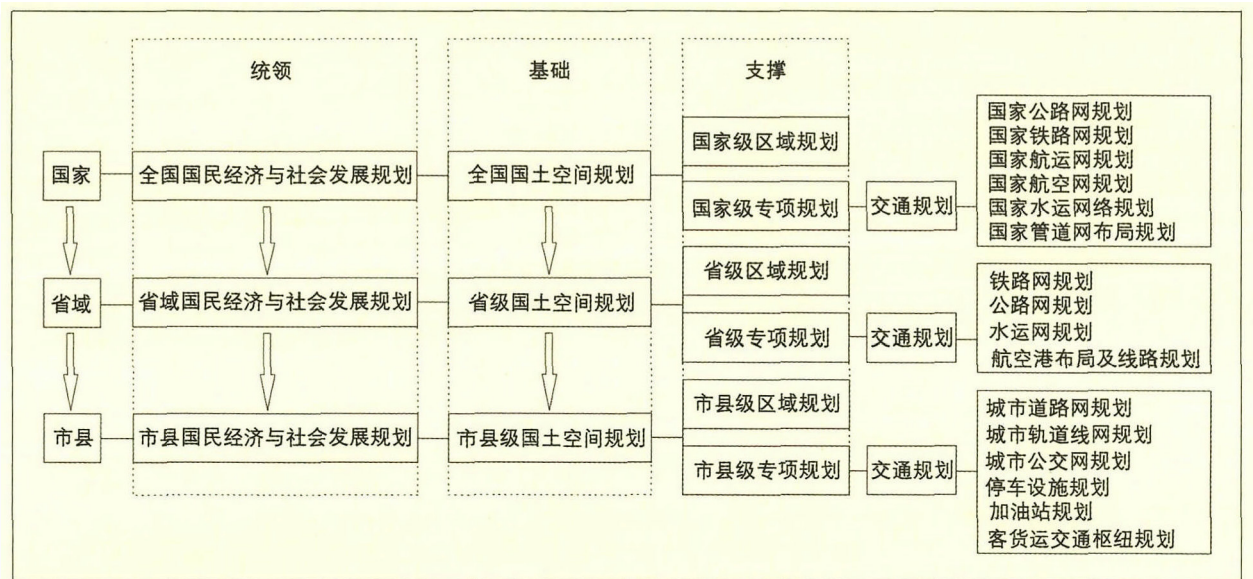 统领
基础
支撑
国家
全国国民经济与社会发展规划
全国国土空间规划
国家级区域规划
国家级专项规划
交通规划
国家公路网规划
国家铁路网规划
国家航运网规划
国家航空网规划
国家水运网络规划
国家管道网布局规划
省域
省域国民经济与社会发展规划
省级国土空间规划
省级区域规划
省级专项规划
交通规划
铁路网规划
公路网规划
水运网规划
航空港布局及线路规划
市县
市县国民经济与社会发展规划
市县级国土空间规划
市县级区域规划
市县级专项规划
交通规划
城市道路网规划
城市轨道线网规划
城市公交网规划
停车设施规划
加油站规划
客货运交通枢纽规划